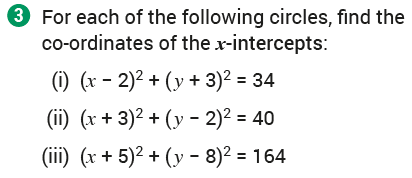 3 For each of the following circles, find the
co-ordinates of the x-intercepts:
(i) (x − 2)² + (y + 3)² = 34
(ii) (x + 3)² + (y − 2)² = 40
(iii) (x + 5)² + (y − 8)² = 164